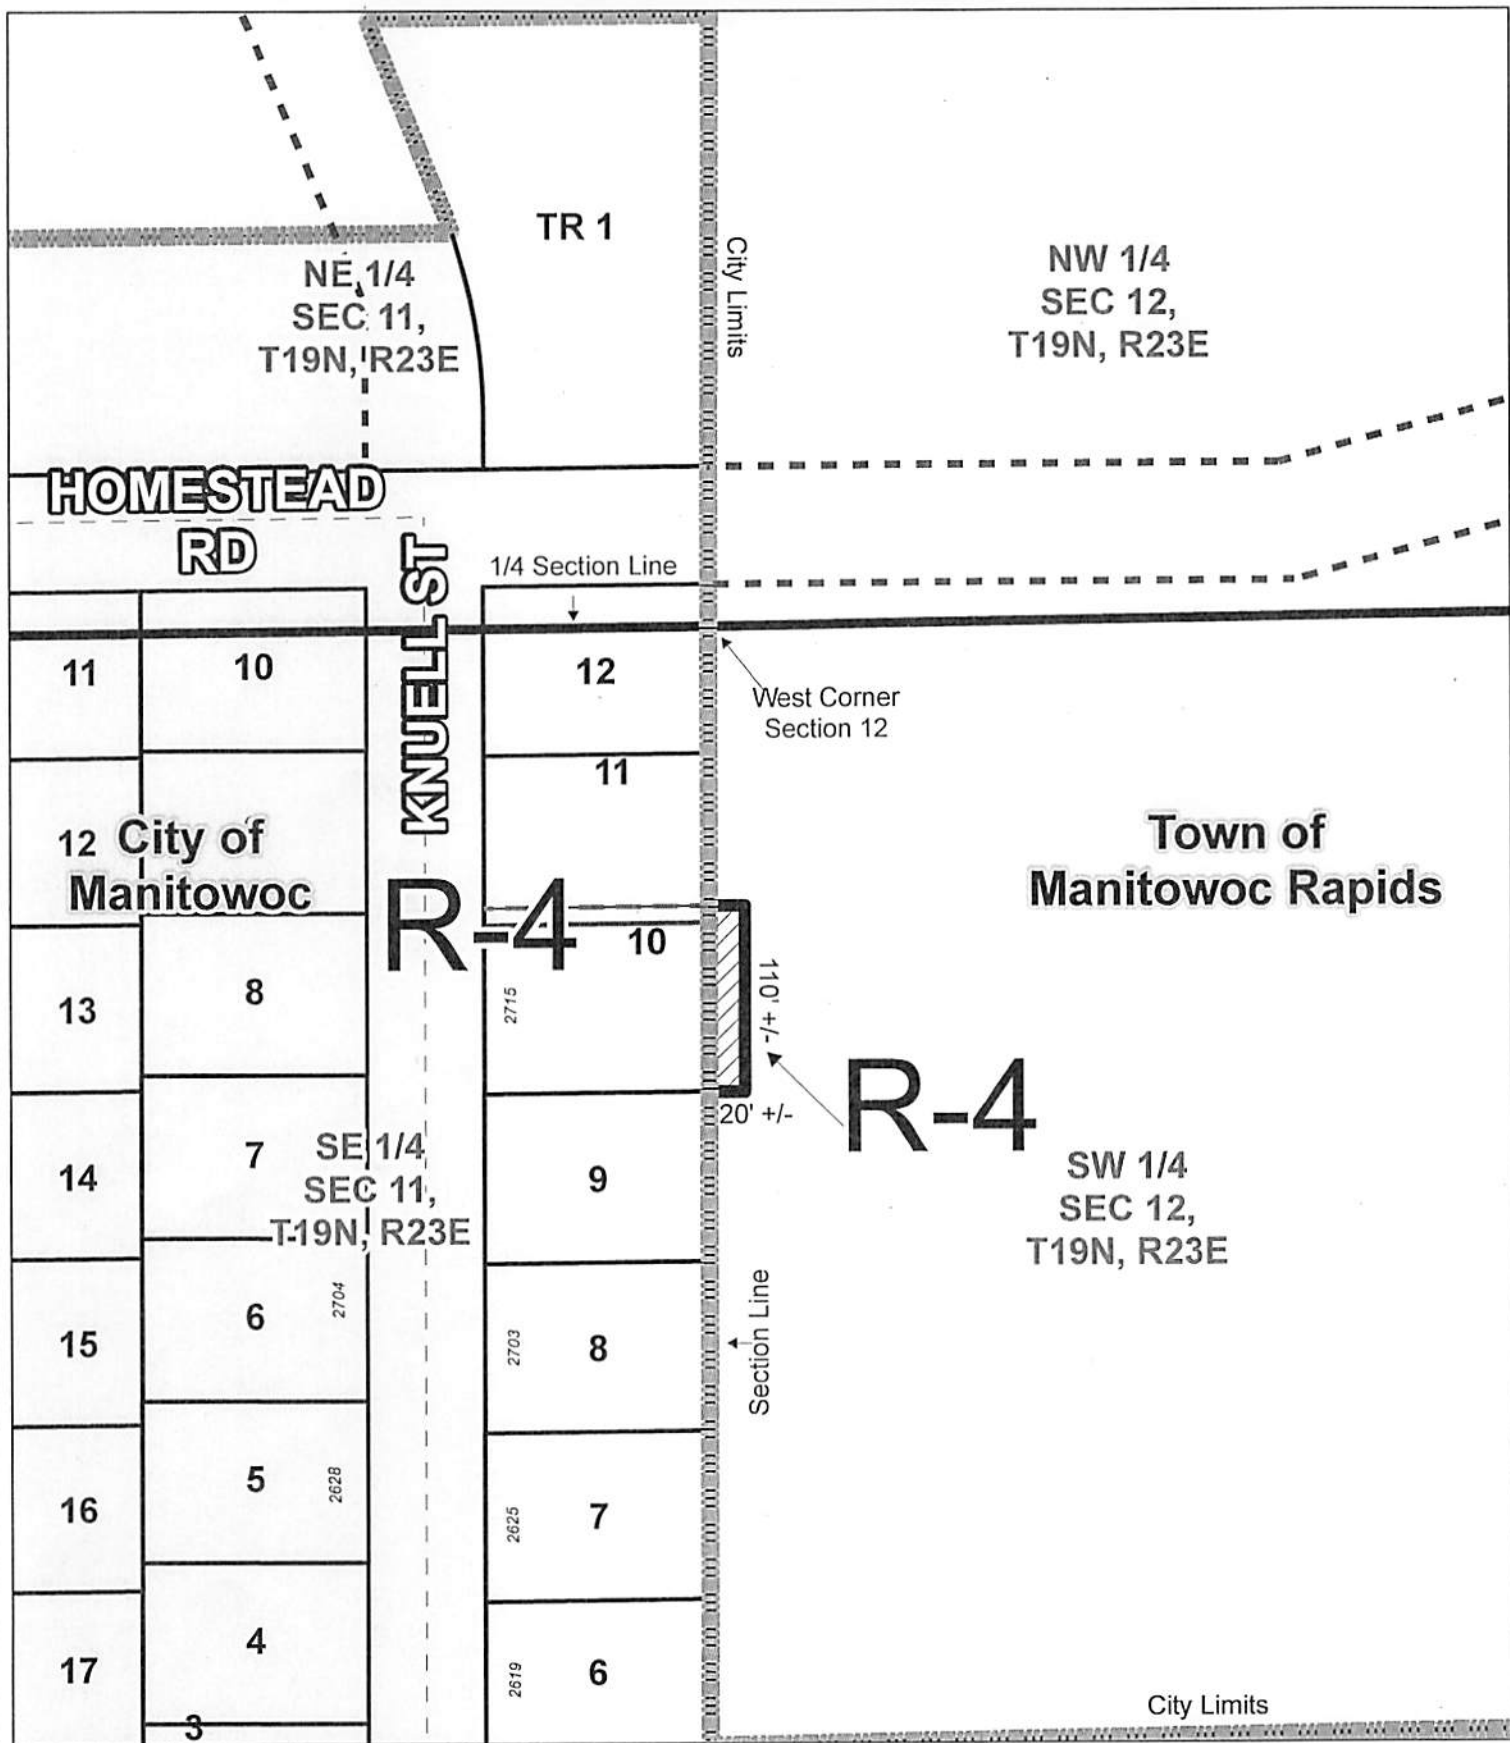 TR 1
City Limits
NE 1/4
SEC 11,
T19N, R23E
NW 1/4
SEC 12,
T19N, R23E
HOMESTEAD
RD
KNUELL ST
1/4 Section Line
11
10
12
West Corner
Section 12
11
12
City of
Manitowoc
Town of
Manitowoc Rapids
R-4
10
13
8
2715
110' +/-
20' +/-
R-4
14
7
SE 1/4
SEC 11,
T19N, R23E
9
SW 1/4
SEC 12,
T19N, R23E
15
6
2704
2703
8
Section Line
16
5
2628
2625
7
17
4
2619
6
3
City Limits